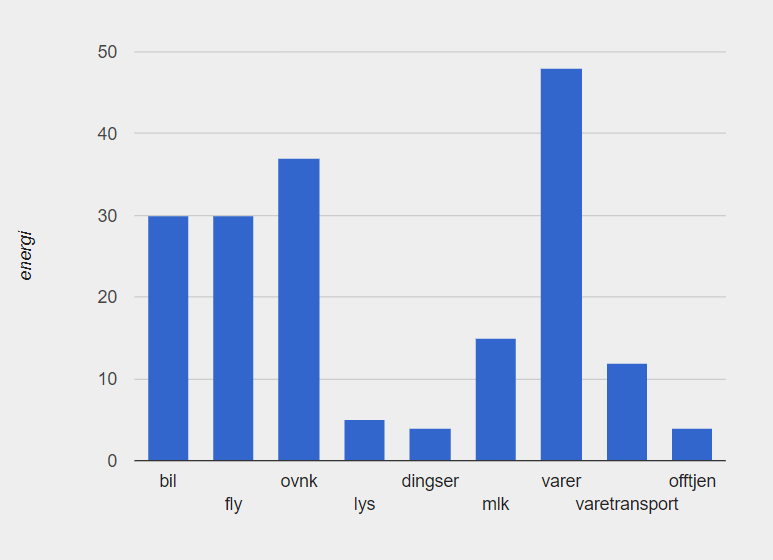 50
40
30
20
10
0
energi
bil
fly
ovnk
lys
dingser
mlk
varer
varetransport
offtjen